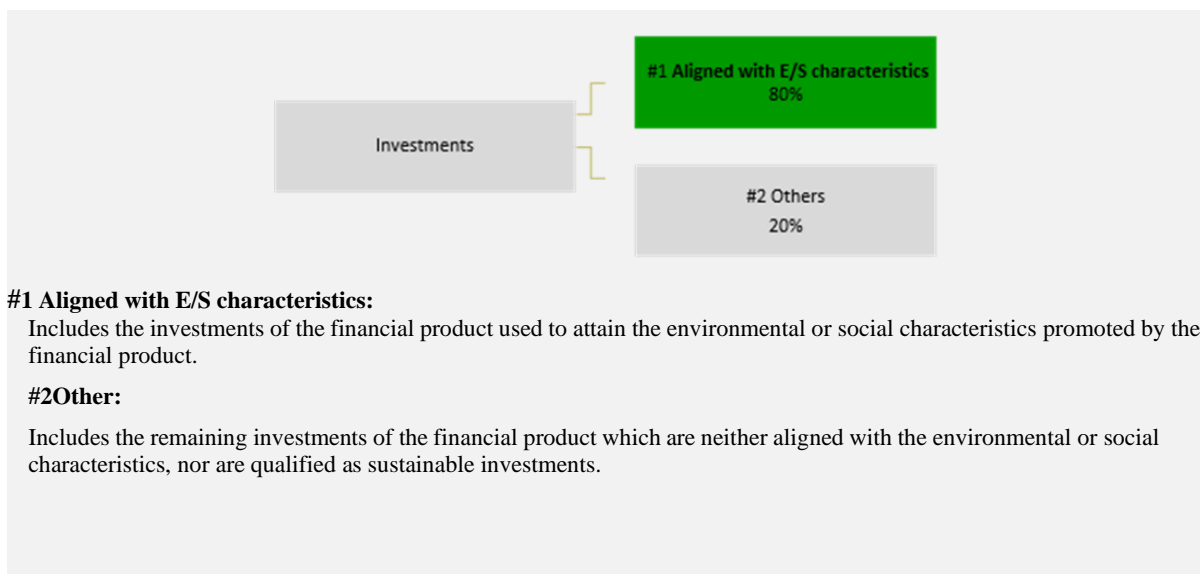 #1 Aligned with E/S characteristics
80%
Investments
#2 Others
20%
#1 Aligned with E/S characteristics:
Includes the investments of the financial product used to attain the environmental or social characteristics promoted by the
financial product.
#2Other:
Includes the remaining investments of the financial product which are neither aligned with the environmental or social
characteristics, nor are qualified as sustainable investments.